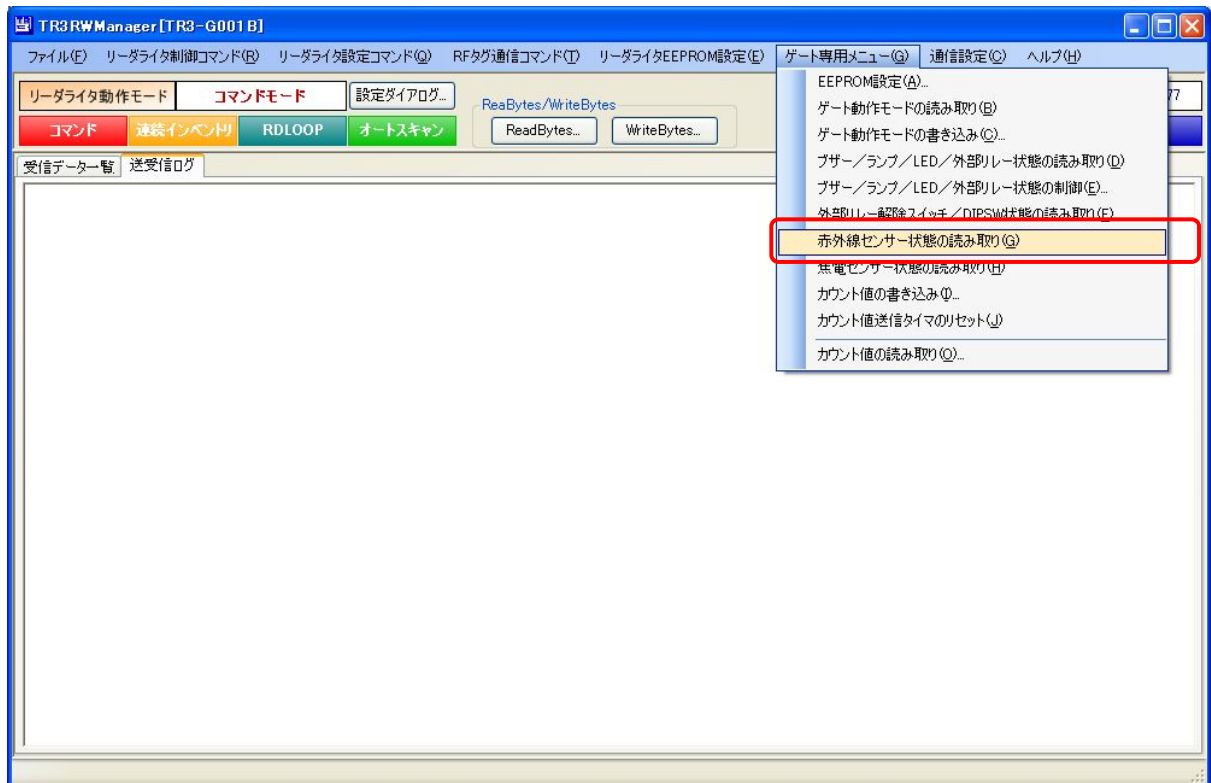 TR3RWManager[TR3-G001B]
ファイル(F) リーダライタ制御コマンド(R) リーダライタ設定コマンド(Q) RFタグ通信コマンド(T) リーダライタEEPROM設定(E) ゲート専用メニュー(G) 通信設定(C) ヘルプ(H)
リーダライタ動作モード コマンドモード 設定ダイアログ... 77
ReaBytes/WriteBytes
コマンド 連続インベントリ RDLOOP オートスキャン ReadBytes... WriteBytes...
受信データ一覧 送受信ログ
EEPROM設定(A)...
ゲート動作モードの読み取り(B)
ゲート動作モードの書き込み(C)...
ブザー／ランプ／LED／外部リレー状態の読み取り(D)
ブザー／ランプ／LED／外部リレー状態の制御(E)...
外部リレー解除スイッチ／DIPSW状態の読み取り(F)
赤外線センサー状態の読み取り(G)
焦電センサー状態の読み取り(H)
カウント値の書き込み(I)...
カウント値送信タイマのリセット(J)
カウント値の読み取り(O)...